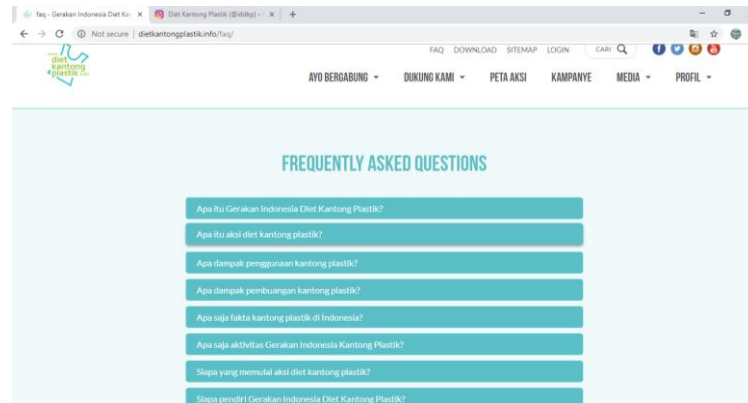 faq - Gerakan Indonesia Diet Kan
Diet Kantong Plastik (@iddkp) •
Not secure | dietkantongplastik.info/faq/
diet
kantong
plastik
FAQ DOWNLOAD SITEMAP LOGIN CARI
AYO BERGABUNG DUKUNG KAMI PETA AKSI KAMPANYE MEDIA PROFIL
FREQUENTLY ASKED QUESTIONS
Apa itu Gerakan Indonesia Diet Kantong Plastik?
Apa itu aksi diet kantong plastik?
Apa dampak penggunaan kantong plastik?
Apa dampak pembuangan kantong plastik?
Apa saja fakta kantong plastik di Indonesia?
Apa saja aktivitas Gerakan Indonesia Kantong Plastik?
Siapa yang memulai aksi diet kantong plastik?
Siapa pendiri Gerakan Indonesia Diet Kantong Plastik?